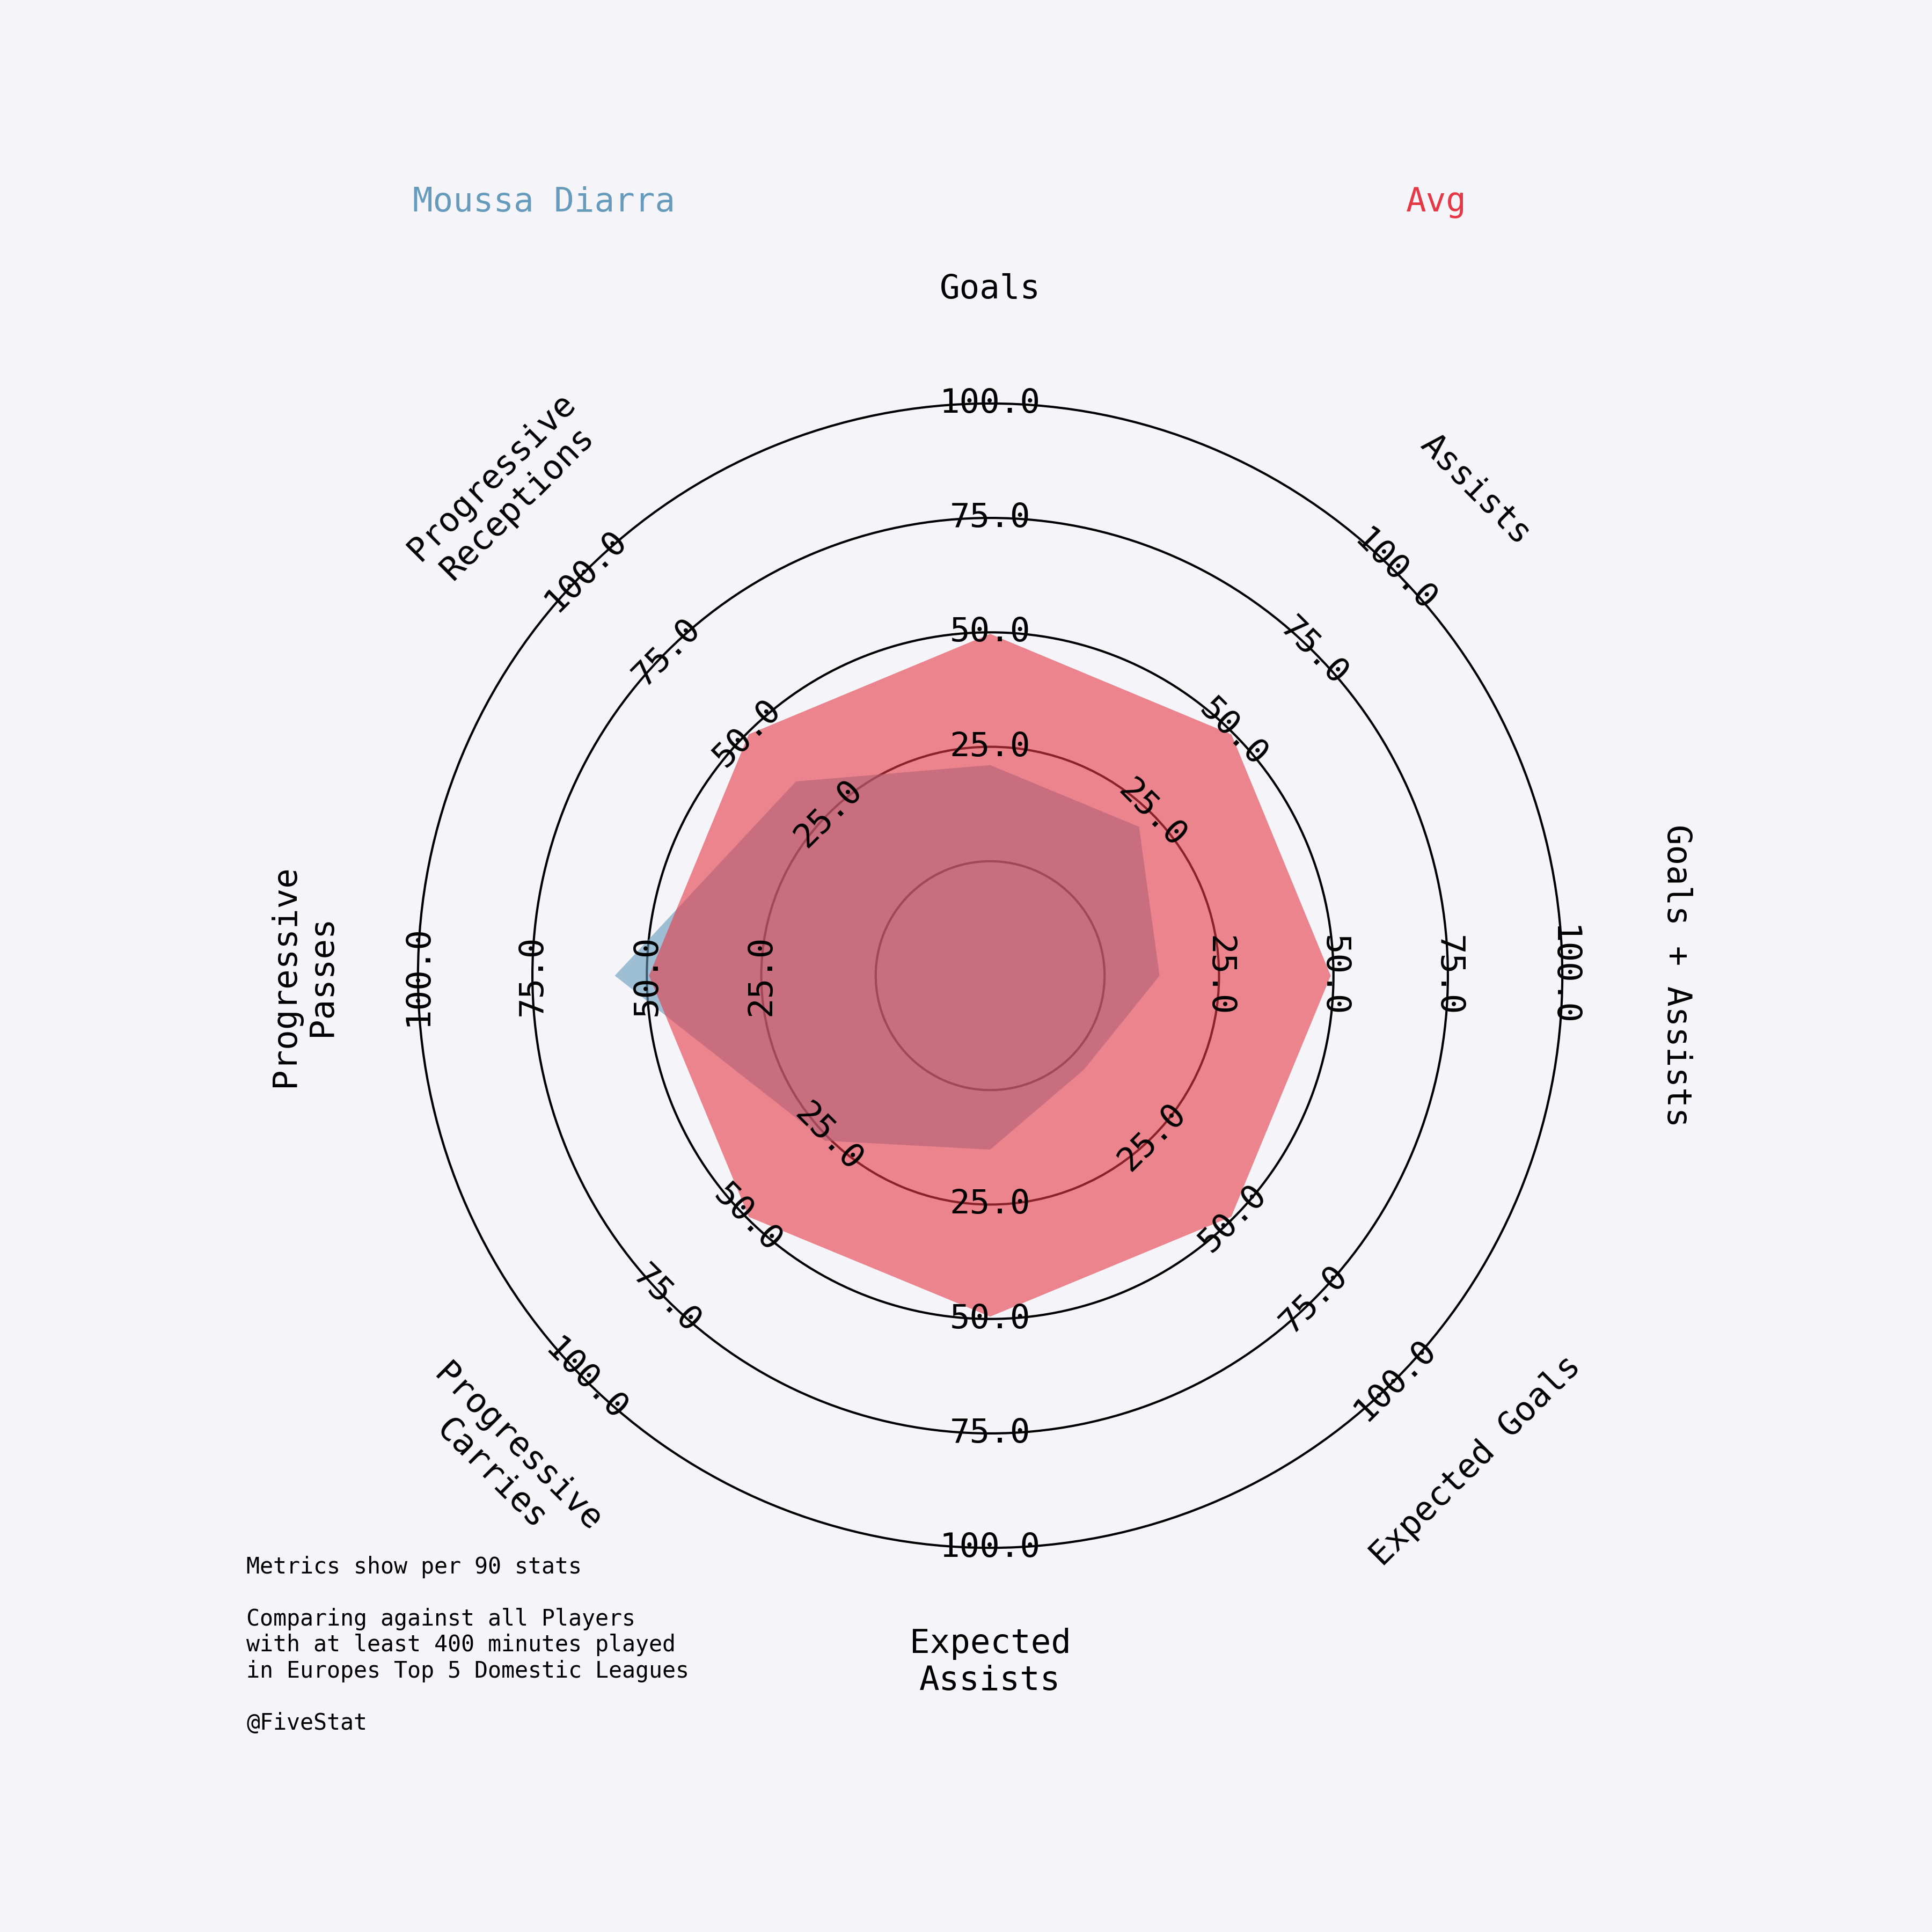 Moussa Diarra
Avg
Goals
Assists
Goals + Assists
Expected Goals
Expected
Assists
Progressive
Carries
Progressive
Passes
Progressive
Receptions
100.0
75.0
50.0
25.0
100.0
75.0
50.0
25.0
100.0
75.0
50.0
25.0
100.0
75.0
50.0
25.0
25.0
50.0
75.0
100.0
25.0
50.0
75.0
100.0
100.0
75.0
50.0
25.0
100.0
75.0
50.0
25.0
Metrics show per 90 stats
Comparing against all Players
with at least 400 minutes played
in Europes Top 5 Domestic Leagues
@FiveStat